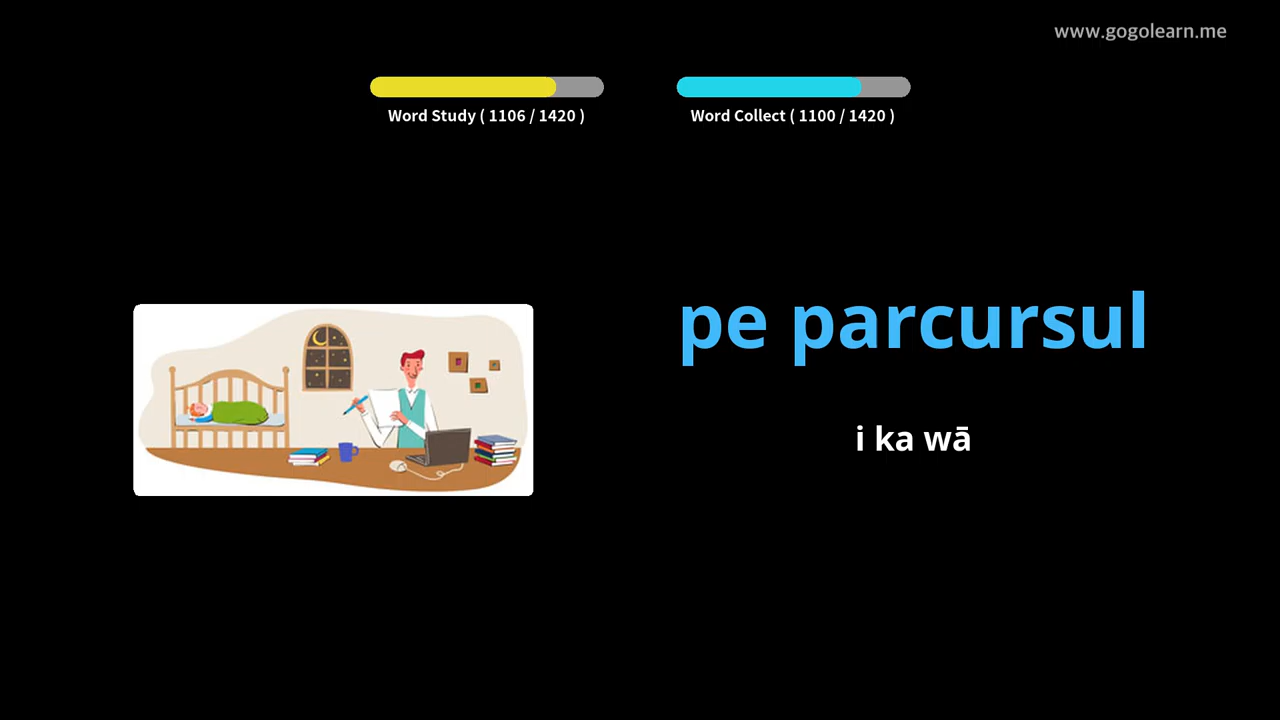 www.gogolearn.me
Word Study ( 1106 / 1420 )
Word Collect ( 1100 / 1420 )
pe parcursul
i ka wā